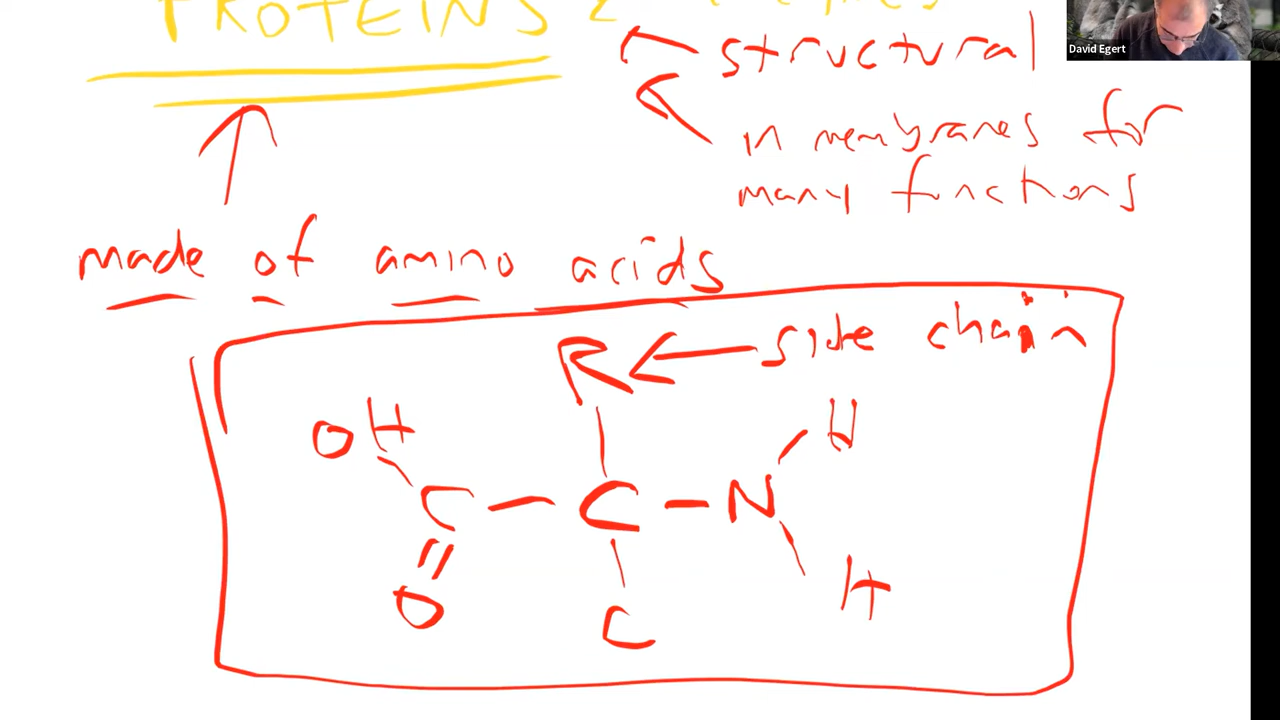 PROTEINS
David Egert
structural
in membranes for
many functions
made of amino acids
R ← side chain
OH H
C - C - N
O C H